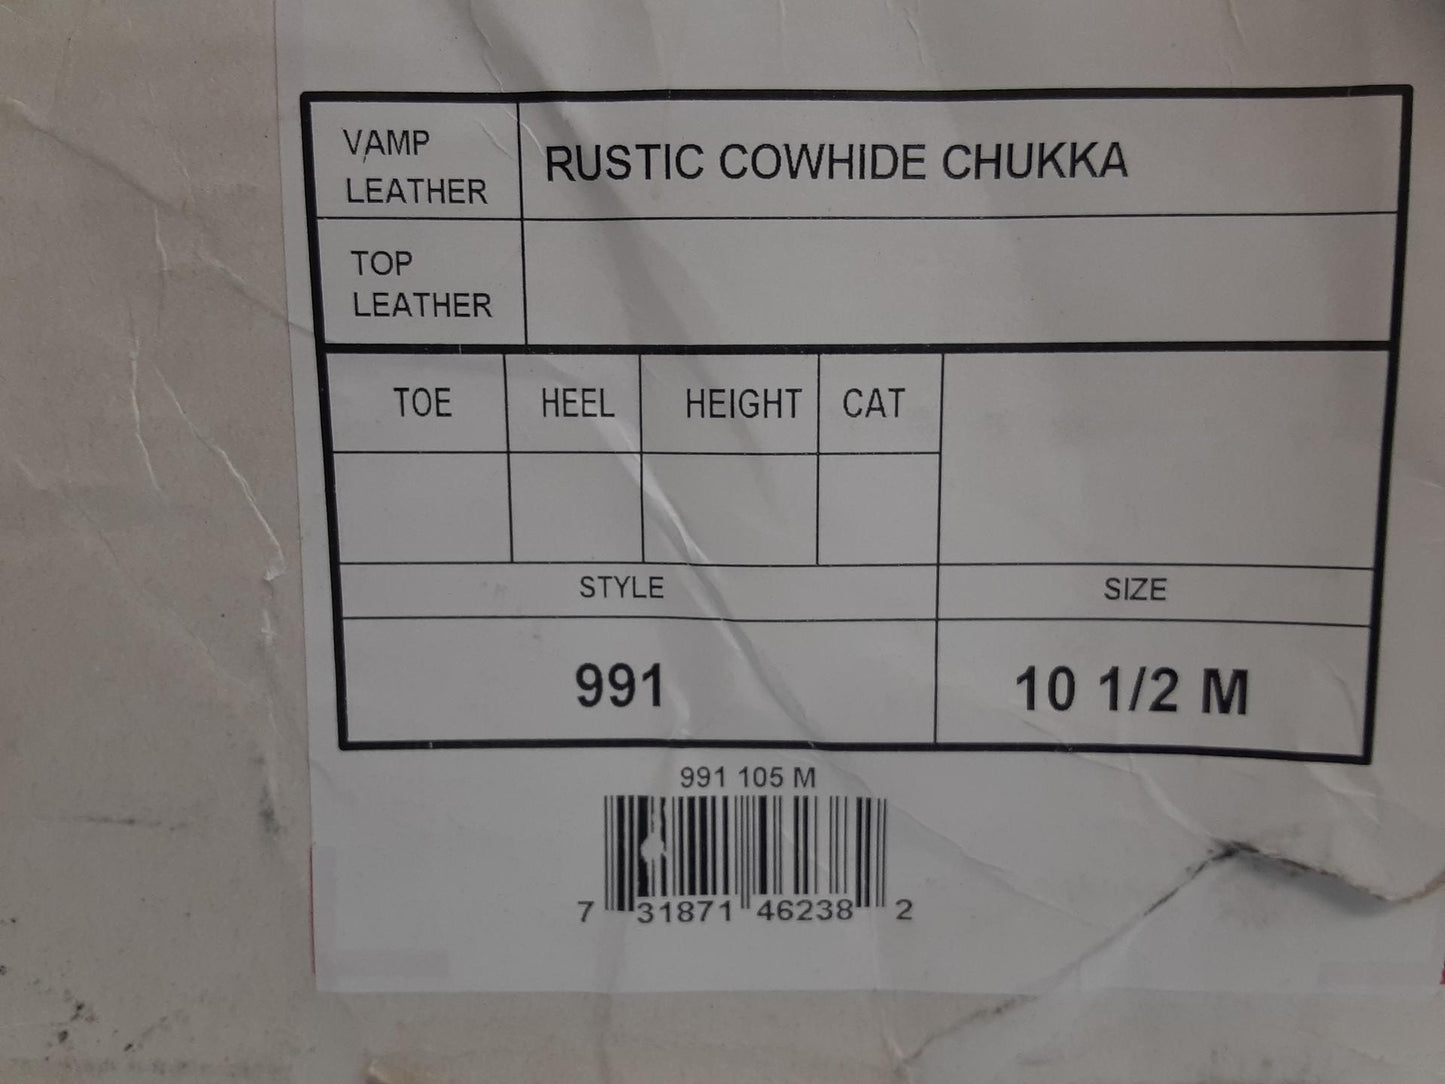 VAMP
LEATHER
RUSTIC COWHIDE CHUKKA
TOP
LEATHER
TOE HEEL HEIGHT CAT
STYLE SIZE
991 10 1/2 M
991 105 M
7 31871 46238 2